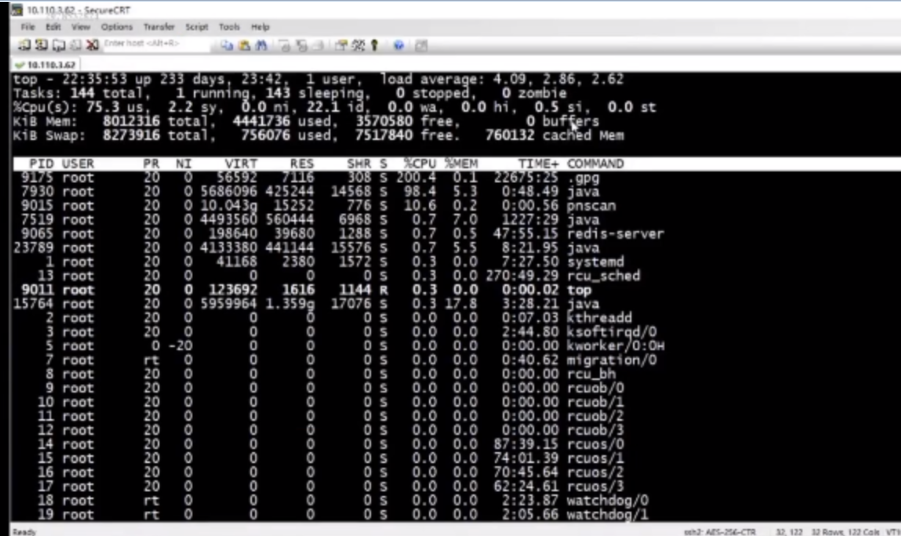 10.110.3.62 - SecureCRT
File Edit View Options Transfer Script Tools Help
Enter host <Alt+R>
10.110.3.62
top - 22:35:53 up 233 days, 23:42, 1 user, load average: 4.09, 2.86, 2.62
Tasks: 144 total, 1 running, 143 sleeping, 0 stopped, 0 zombie
%Cpu(s): 75.3 us, 2.2 sy, 0.0 ni, 22.1 id, 0.0 wa, 0.0 hi, 0.5 si, 0.0 st
KiB Mem: 8012316 total, 4441736 used, 3570580 free, 0 buffers
KiB Swap: 8273916 total, 756076 used, 7517840 free. 760132 cached Mem
PID USER PR NI VIRT RES SHR S %CPU %MEM TIME+ COMMAND
9175 root 20 0 56592 7116 308 S 200.4 0.1 22675:25 .gpg
7930 root 20 0 5686096 425244 14568 S 98.4 5.3 0:48.49 java
9015 root 20 0 10.043g 15252 776 S 10.6 0.2 0:00.56 pnscan
7519 root 20 0 4493560 560444 6968 S 0.7 7.0 1227:29 java
9065 root 20 0 198640 39680 1288 S 0.7 0.5 47:55.15 redis-server
23789 root 20 0 4133380 441144 15576 S 0.7 5.5 8:21.95 java
1 root 20 0 41168 2380 1572 S 0.3 0.0 7:27.50 systemd
13 root 20 0 0 0 0 S 0.3 0.0 270:49.29 rcu_sched
9011 root 20 0 123692 1616 1144 R 0.3 0.0 0:00.02 top
15764 root 20 0 5959964 1.359g 17076 S 0.3 17.8 3:28.21 java
2 root 20 0 0 0 0 S 0.0 0.0 0:07.03 kthreadd
3 root 20 0 0 0 0 S 0.0 0.0 2:44.80 ksoftirqd/0
5 root 0 -20 0 0 0 S 0.0 0.0 0:00.00 kworker/0:0H
7 root rt 0 0 0 0 S 0.0 0.0 0:40.62 migration/0
8 root 20 0 0 0 0 S 0.0 0.0 0:00.00 rcu_bh
9 root 20 0 0 0 0 S 0.0 0.0 0:00.00 rcuob/0
10 root 20 0 0 0 0 S 0.0 0.0 0:00.00 rcuob/1
11 root 20 0 0 0 0 S 0.0 0.0 0:00.00 rcuob/2
12 root 20 0 0 0 0 S 0.0 0.0 0:00.00 rcuob/3
14 root 20 0 0 0 0 S 0.0 0.0 87:39.15 rcuos/0
15 root 20 0 0 0 0 S 0.0 0.0 74:01.39 rcuos/1
16 root 20 0 0 0 0 S 0.0 0.0 70:45.64 rcuos/2
17 root 20 0 0 0 0 S 0.0 0.0 62:24.61 rcuos/3
18 root rt 0 0 0 0 S 0.0 0.0 2:23.87 watchdog/0
19 root rt 0 0 0 0 S 0.0 0.0 2:05.66 watchdog/1
Ready ssh2: AES-256-CTR 32, 122 32 Rows, 122 Cols